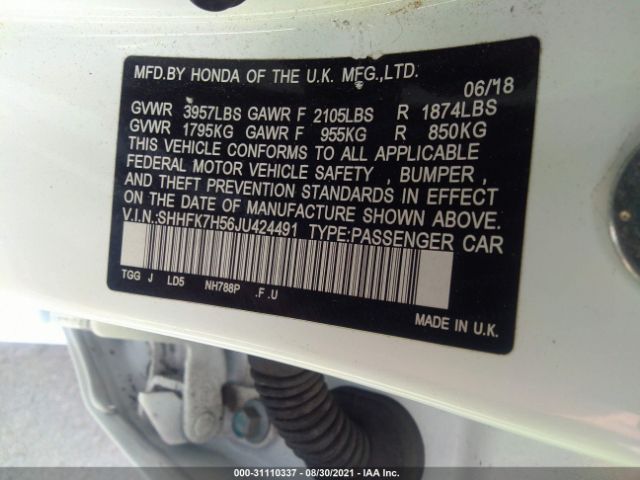 MFD.BY HONDA OF THE U.K. MFG.,LTD.
06/'18
GVWR 3957LBS GAWR F 2105LBS R 1874LBS
GVWR 1795KG GAWR F 955KG R 850KG
THIS VEHICLE CONFORMS TO ALL APPLICABLE
FEDERAL MOTOR VEHICLE SAFETY , BUMPER ,
AND THEFT PREVENTION STANDARDS IN EFFECT
ON THE DATE OF MANUFACTURE SHOWN ABOVE.
V.I.N.:SHHFK7H56JU424491 TYPE:PASSENGER CAR
TGG J LD5 NH788P .F .U
MADE IN U.K.
000-31110337 - 08/30/2021 - IAA Inc.